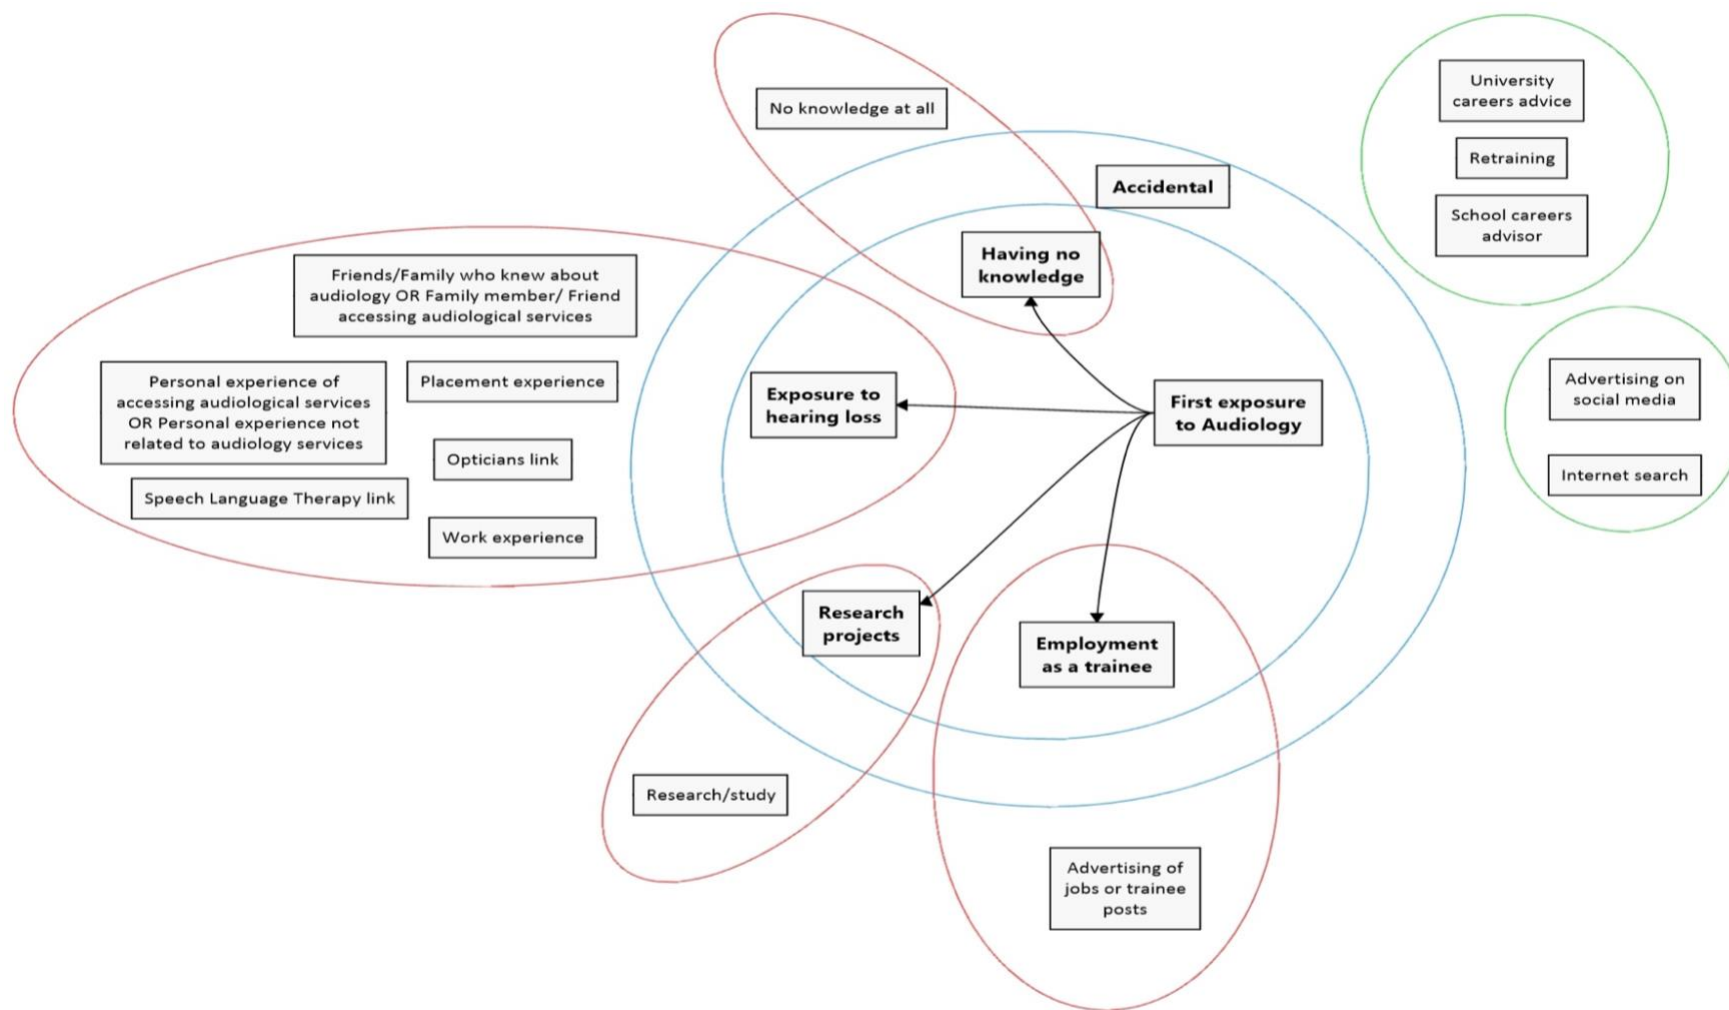 No knowledge at all
University
careers advice
Retraining
School careers
advisor
Accidental
Having no
knowledge
Friends/Family who knew about
audiology OR Family member/ Friend
accessing audiological services
Personal experience of
accessing audiological services
OR Personal experience not
related to audiology services
Placement experience
Opticians link
Speech Language Therapy link
Work experience
Exposure to
hearing loss
First exposure
to Audiology
Advertising on
social media
Internet search
Research
projects
Employment
as a trainee
Research/study
Advertising of
jobs or trainee
posts